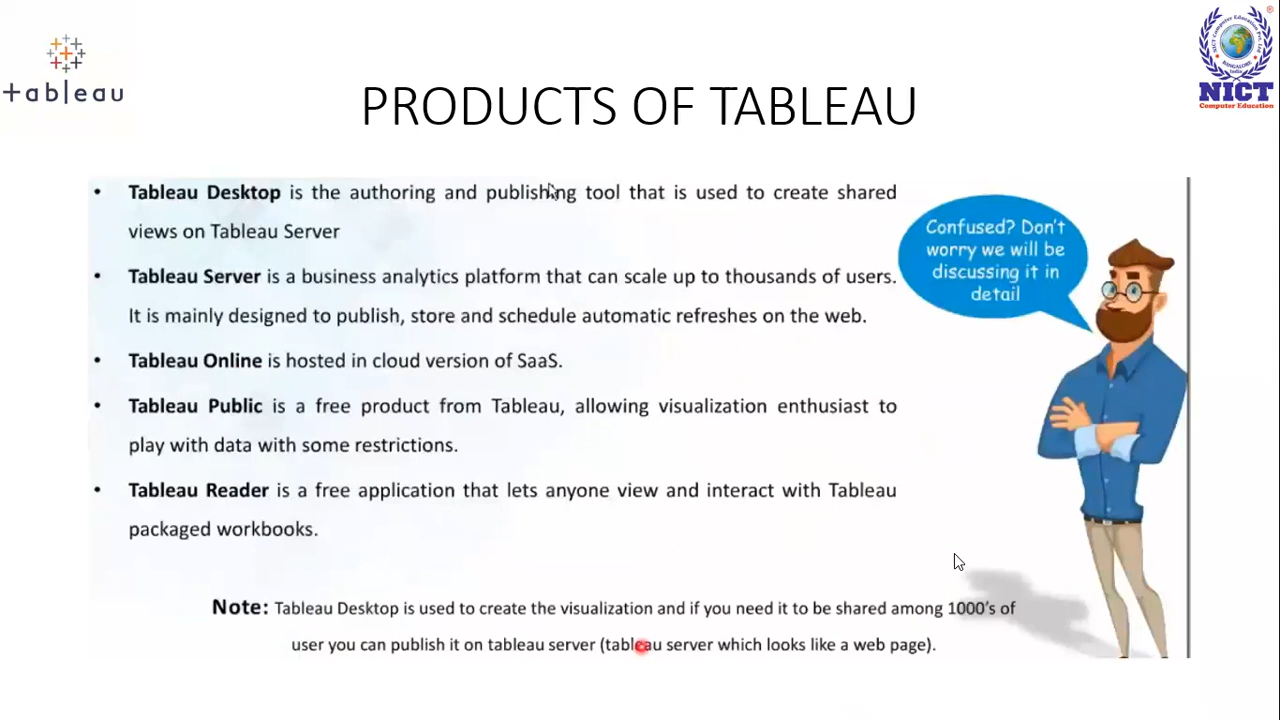 +ableau
NICT
Computer Education
PRODUCTS OF TABLEAU
• Tableau Desktop is the authoring and publishing tool that is used to create shared
views on Tableau Server
• Tableau Server is a business analytics platform that can scale up to thousands of users.
It is mainly designed to publish, store and schedule automatic refreshes on the web.
• Tableau Online is hosted in cloud version of SaaS.
• Tableau Public is a free product from Tableau, allowing visualization enthusiast to
play with data with some restrictions.
• Tableau Reader is a free application that lets anyone view and interact with Tableau
packaged workbooks.
Confused? Don't
worry we will be
discussing it in
detail
Note: Tableau Desktop is used to create the visualization and if you need it to be shared among 1000's of
user you can publish it on tableau server (tableau server which looks like a web page).